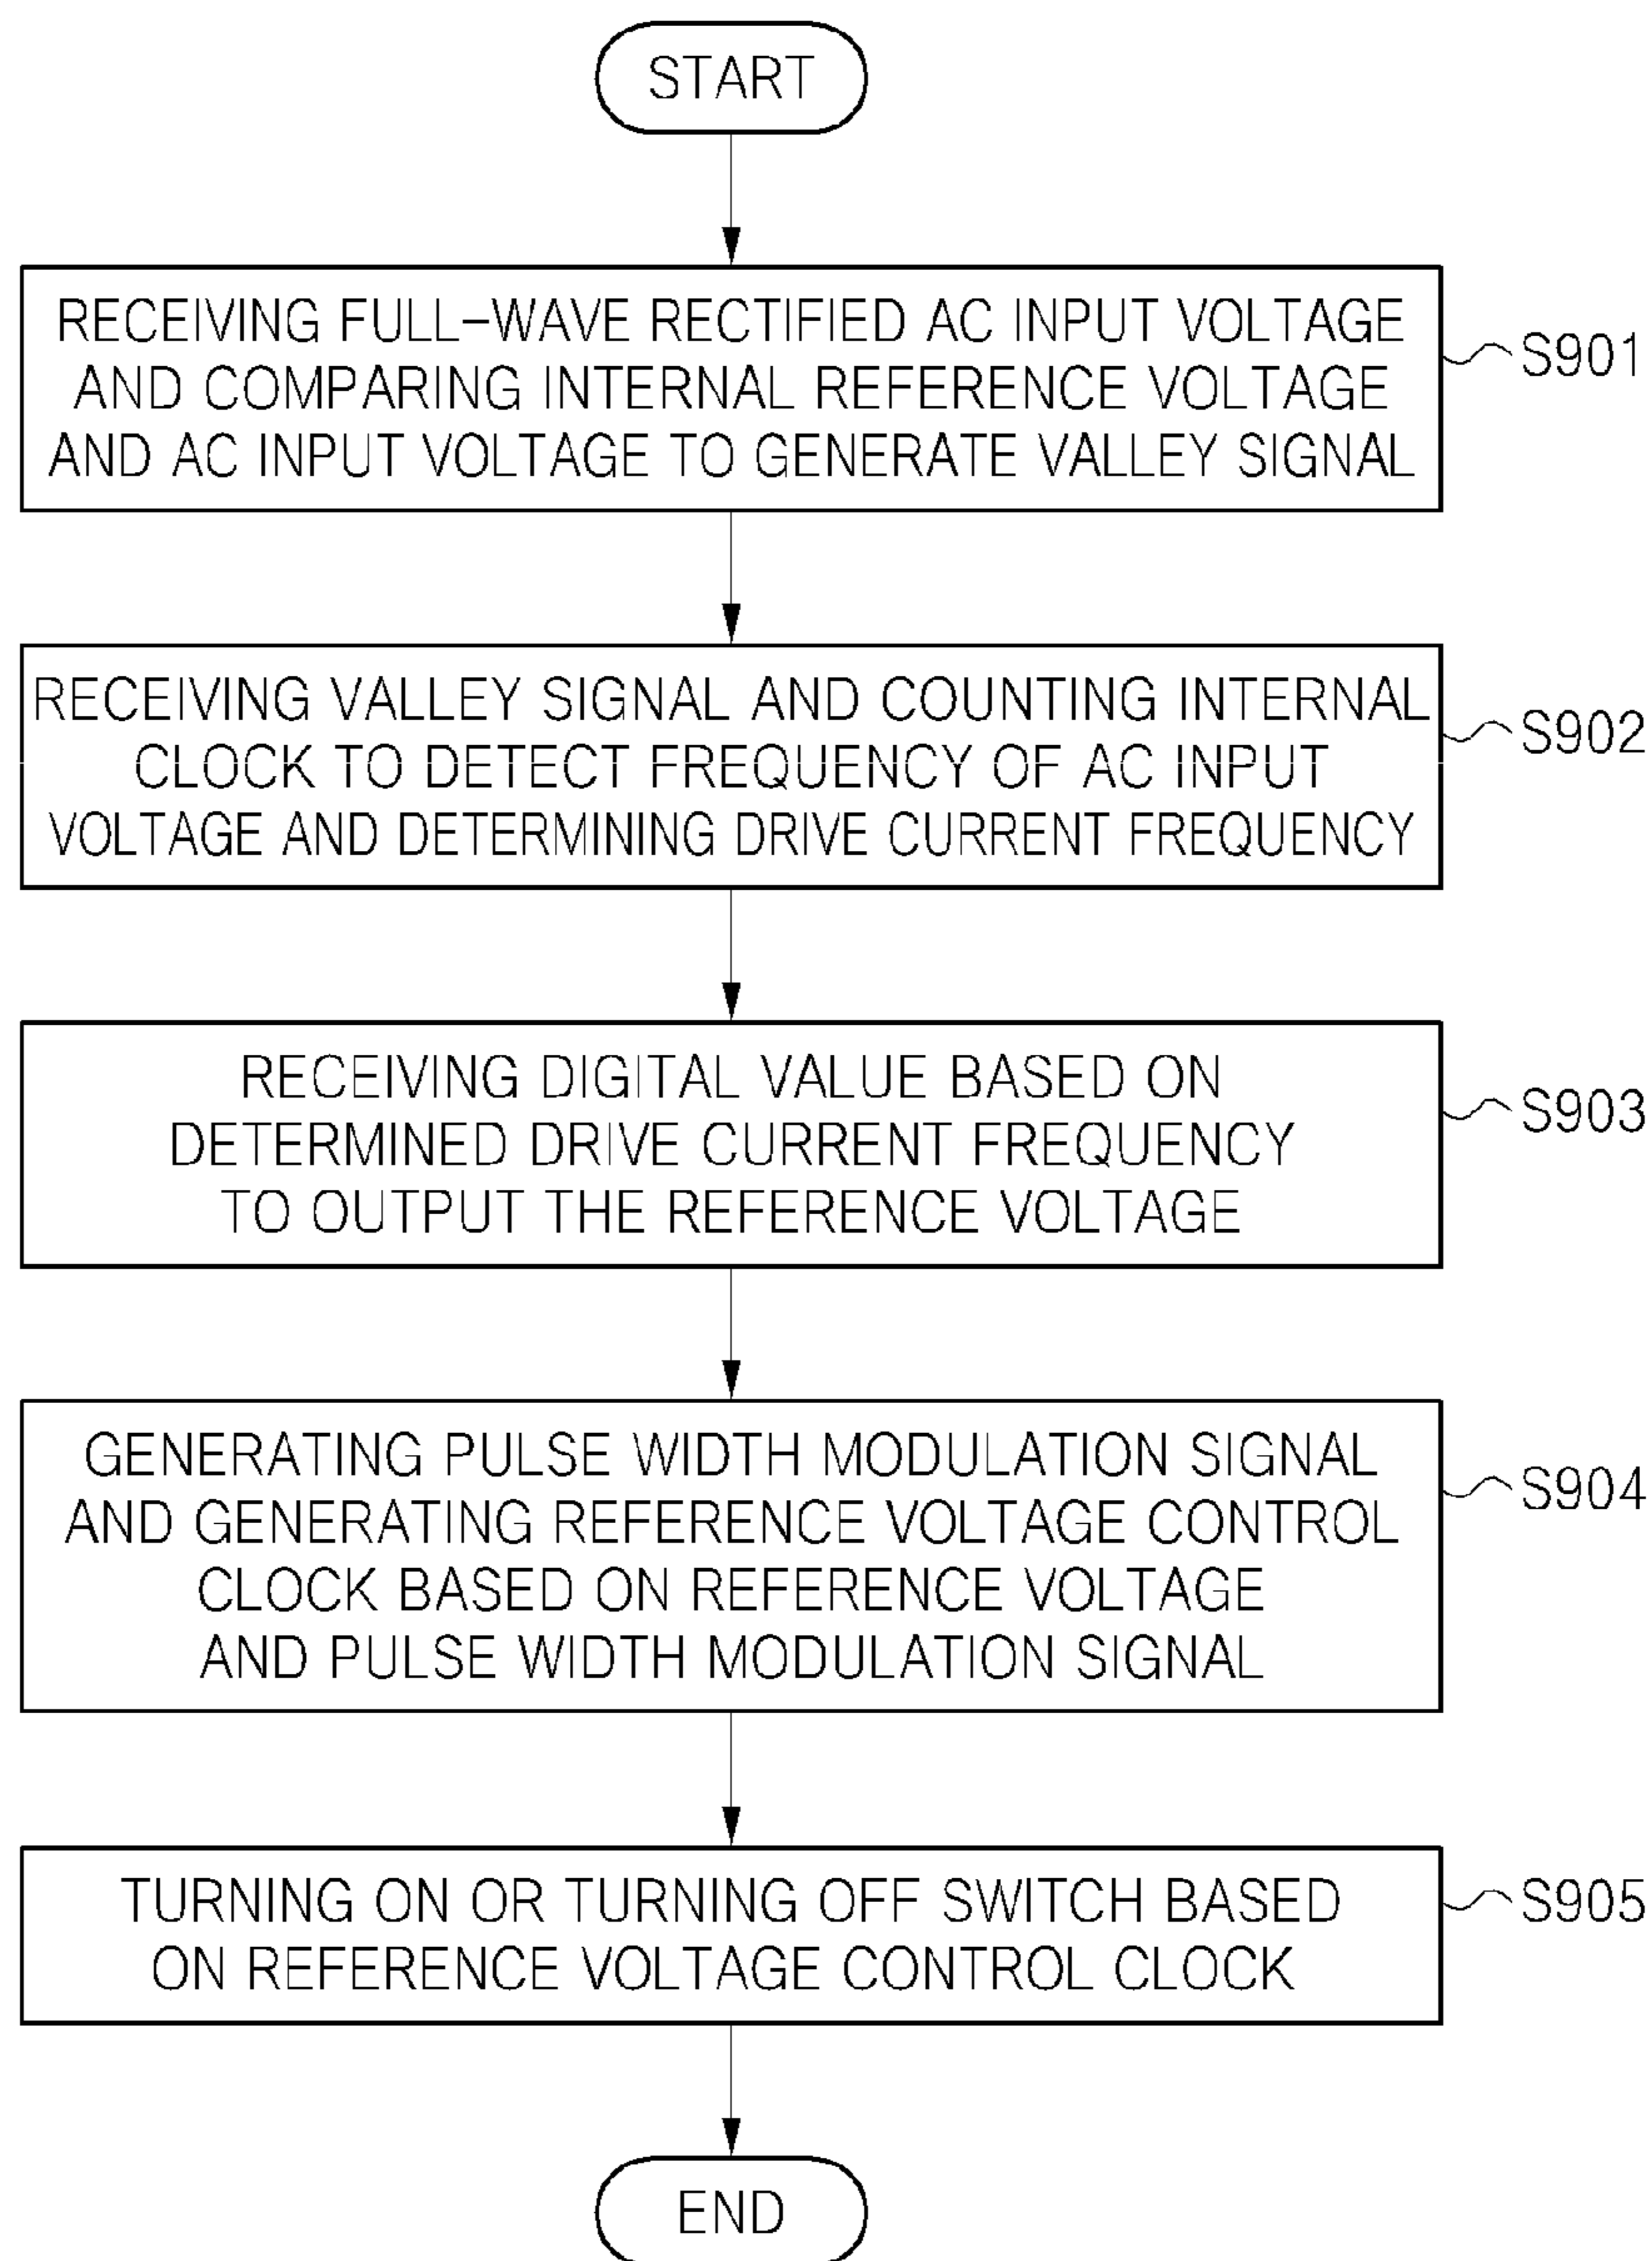 START
RECEIVING FULL-WAVE RECTIFIED AC INPUT VOLTAGE
AND COMPARING INTERNAL REFERENCE VOLTAGE
AND AC INPUT VOLTAGE TO GENERATE VALLEY SIGNAL
S901
RECEIVING VALLEY SIGNAL AND COUNTING INTERNAL
CLOCK TO DETECT FREQUENCY OF AC INPUT
VOLTAGE AND DETERMINING DRIVE CURRENT FREQUENCY
S902
RECEIVING DIGITAL VALUE BASED ON
DETERMINED DRIVE CURRENT FREQUENCY
TO OUTPUT THE REFERENCE VOLTAGE
S903
GENERATING PULSE WIDTH MODULATION SIGNAL
AND GENERATING REFERENCE VOLTAGE CONTROL
CLOCK BASED ON REFERENCE VOLTAGE
AND PULSE WIDTH MODULATION SIGNAL
S904
TURNING ON OR TURNING OFF SWITCH BASED
ON REFERENCE VOLTAGE CONTROL CLOCK
S905
END